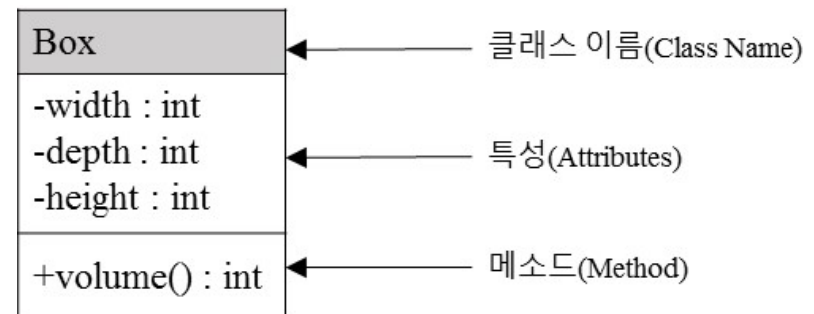 Box
클래스 이름(Class Name)
-width : int
-depth : int
-height : int
특성(Attributes)
+volume() : int
메소드(Method)